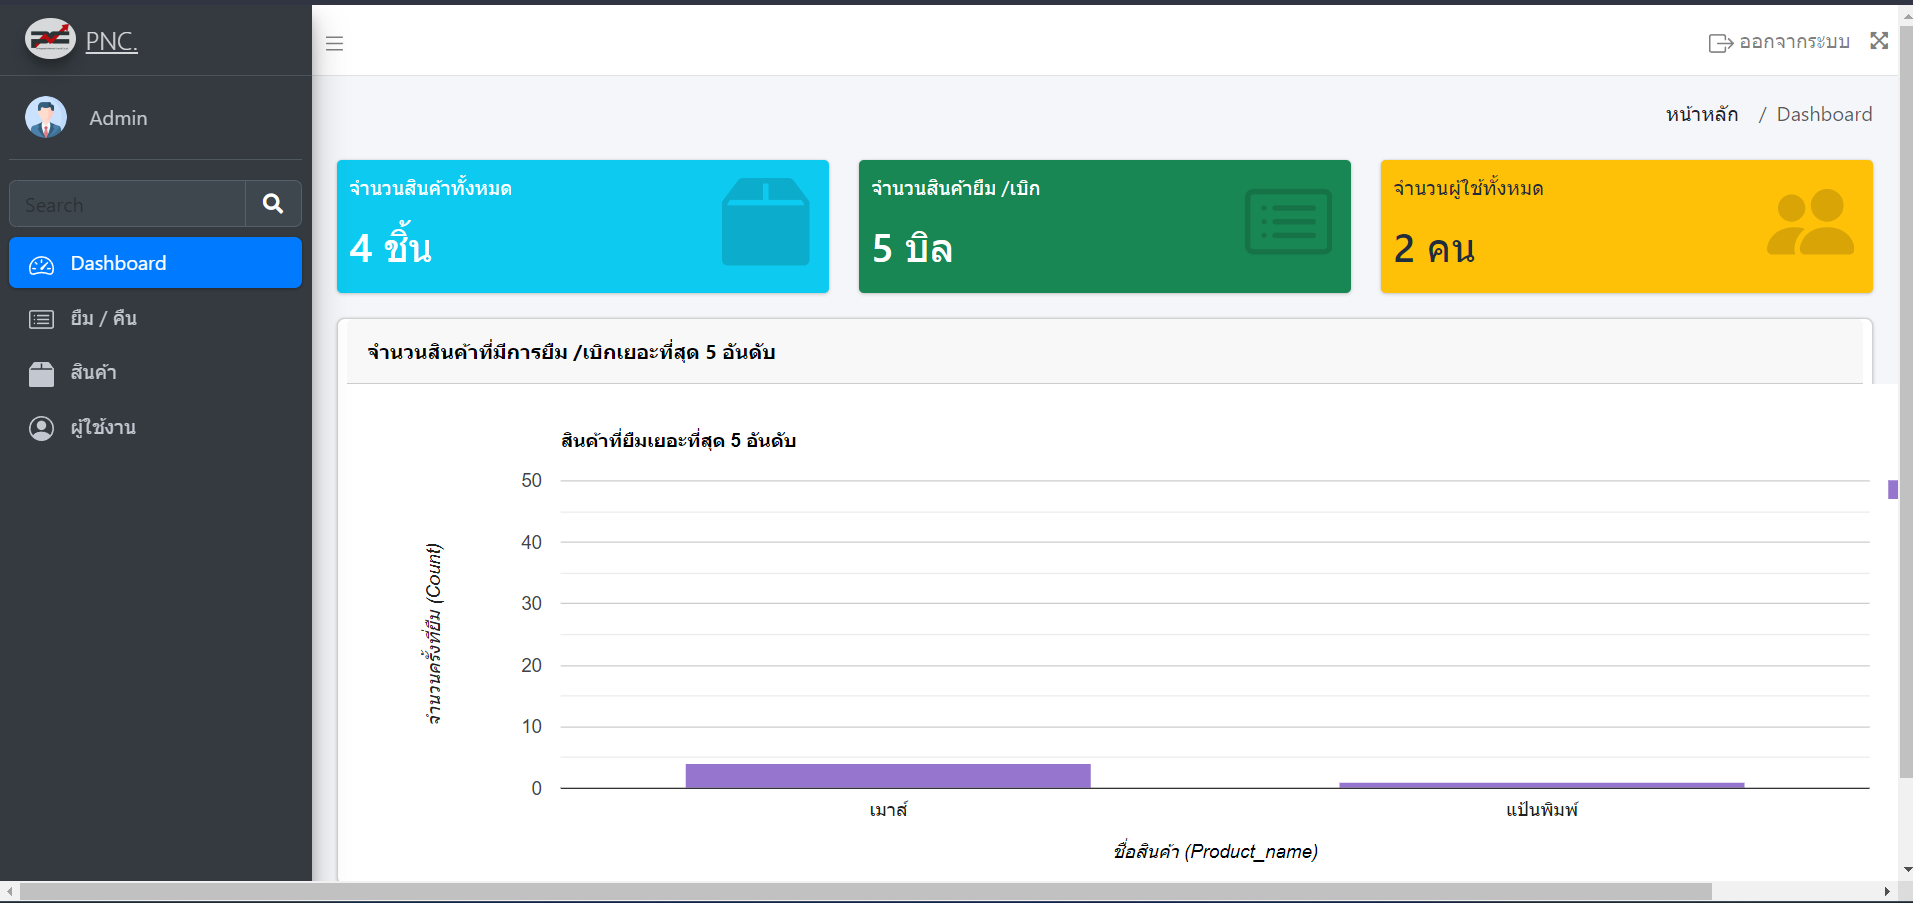 PNC.
ออกจากระบบ
Admin
หน้าหลัก / Dashboard
Search
Dashboard
ยืม / คืน
สินค้า
ผู้ใช้งาน
จำนวนสินค้าทั้งหมด
4 ชิ้น
จำนวนสินค้ายืม /เบิก
5 บิล
จำนวนผู้ใช้ทั้งหมด
2 คน
จำนวนสินค้าที่มีการยืม /เบิกเยอะที่สุด 5 อันดับ
สินค้าที่ยืมเยอะที่สุด 5 อันดับ
50
40
30
20
10
0
จำนวนครั้งที่ยืม (Count)
เมาส์
แป้นพิมพ์
ชื่อสินค้า (Product_name)